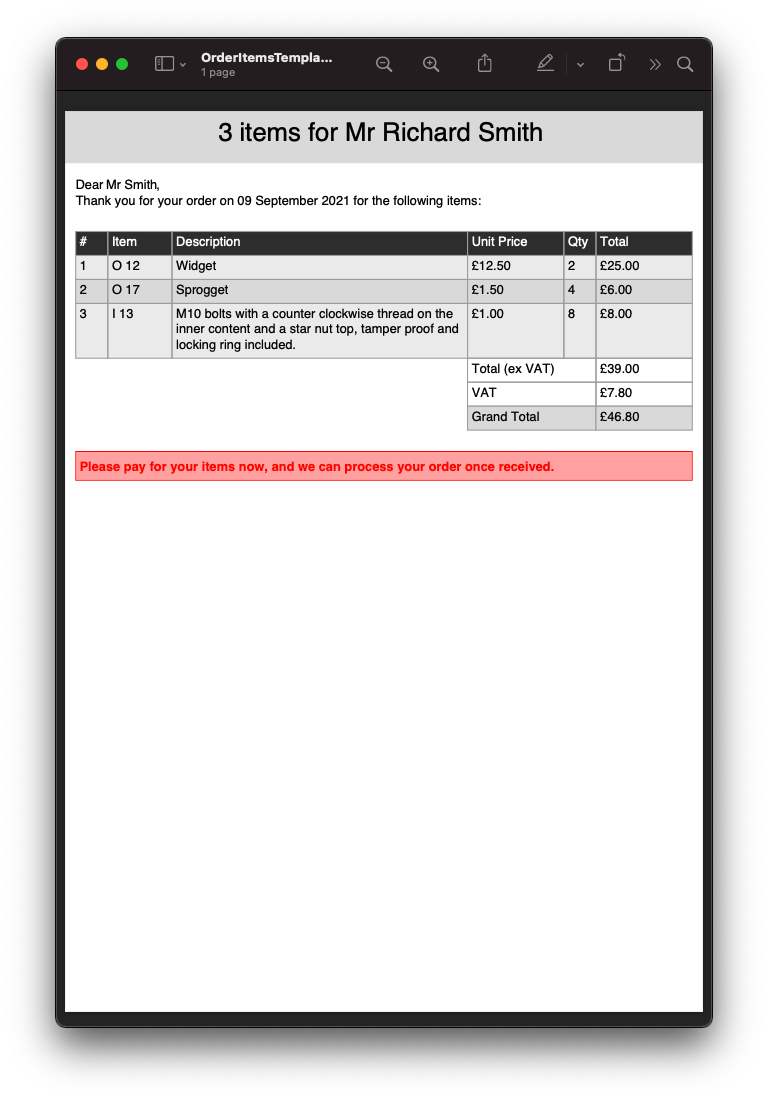 OrderItemsTempla...
1 page
3 items for Mr Richard Smith
Dear Mr Smith,
Thank you for your order on 09 September 2021 for the following items:
# Item Description Unit Price Qty Total
1 O 12 Widget £12.50 2 £25.00
2 O 17 Sprogget £1.50 4 £6.00
3 I 13 M10 bolts with a counter clockwise thread on the £1.00 8 £8.00
inner content and a star nut top, tamper proof and
locking ring included.
Total (ex VAT) £39.00
VAT £7.80
Grand Total £46.80
Please pay for your items now, and we can process your order once received.